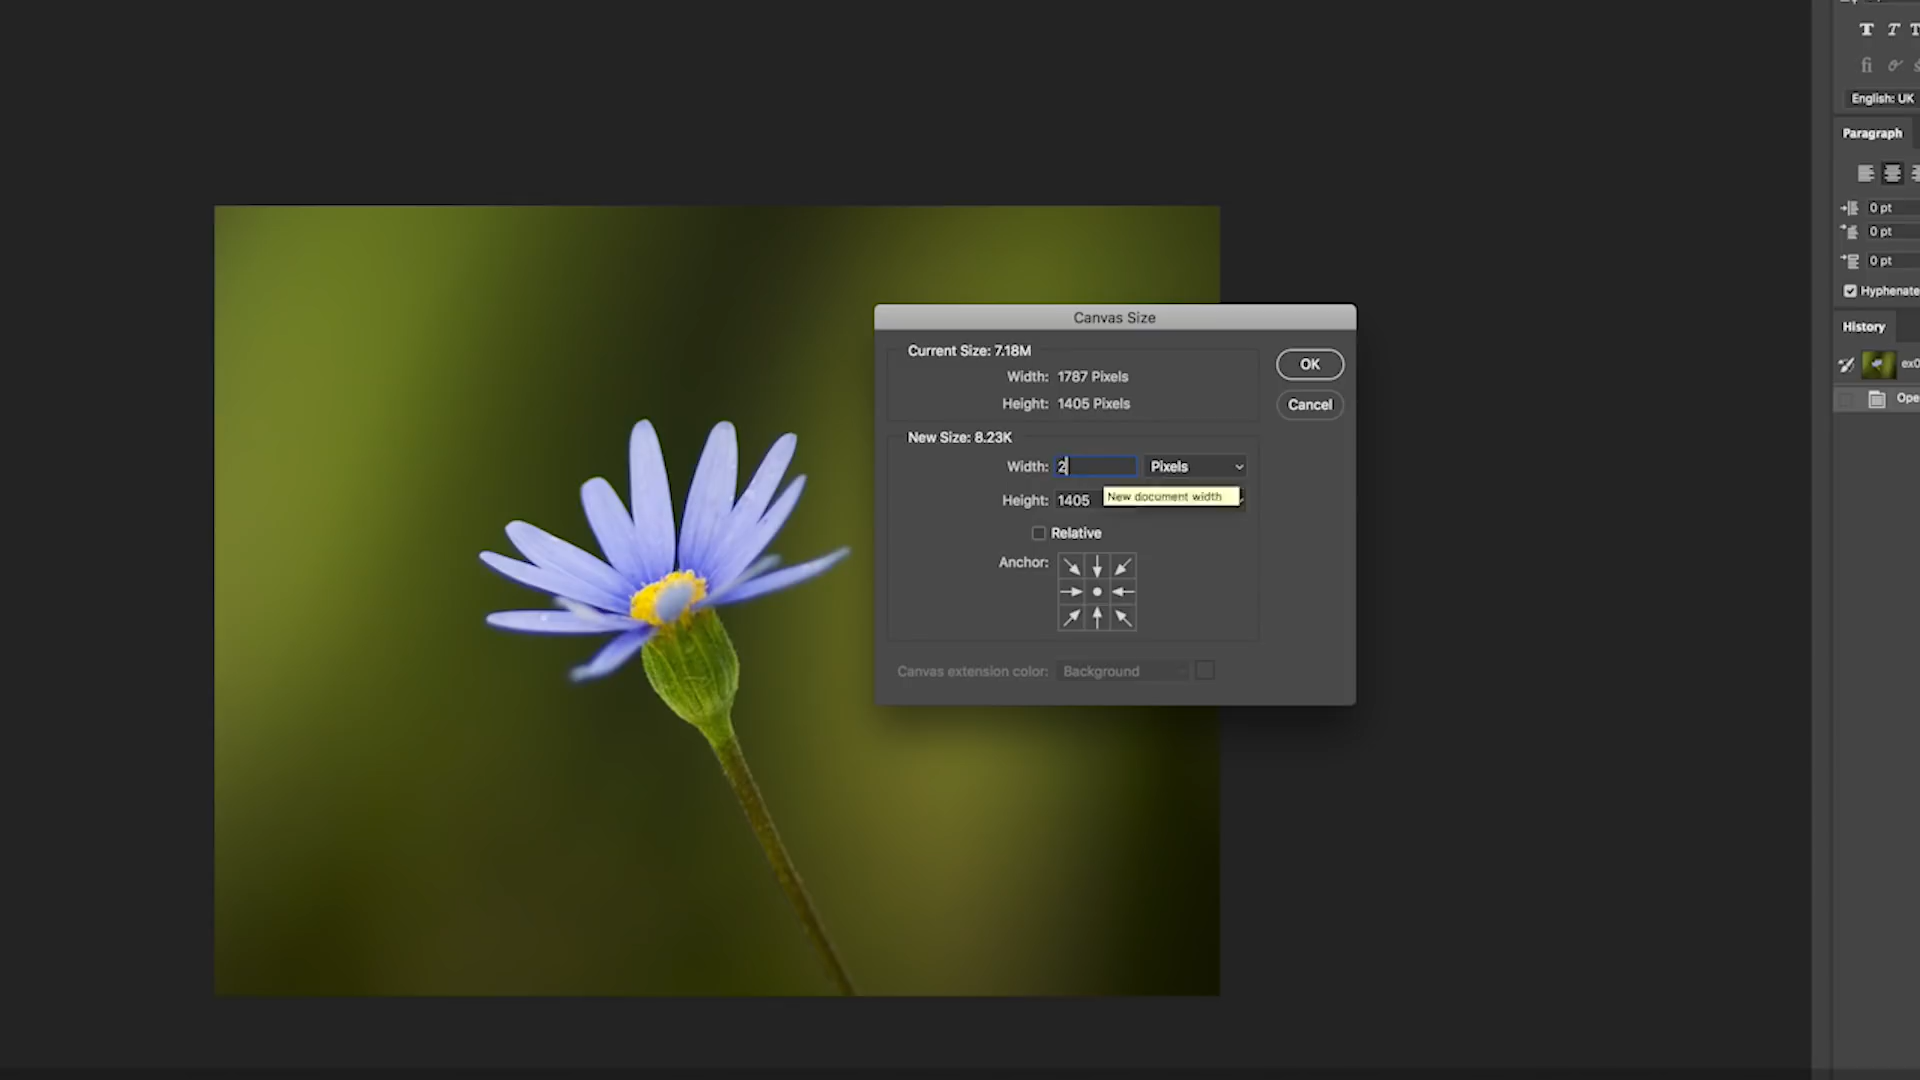 English: UK
Paragraph
0 pt
0 pt
0 pt
Hyphenate
History
Canvas Size
Current Size: 7.18M
OK
Width: 1787 Pixels
Height: 1405 Pixels
Cancel
New Size: 8.23K
Width: 2 Pixels
Height: 1405
New document width
Relative
Anchor:
Canvas extension color: Background